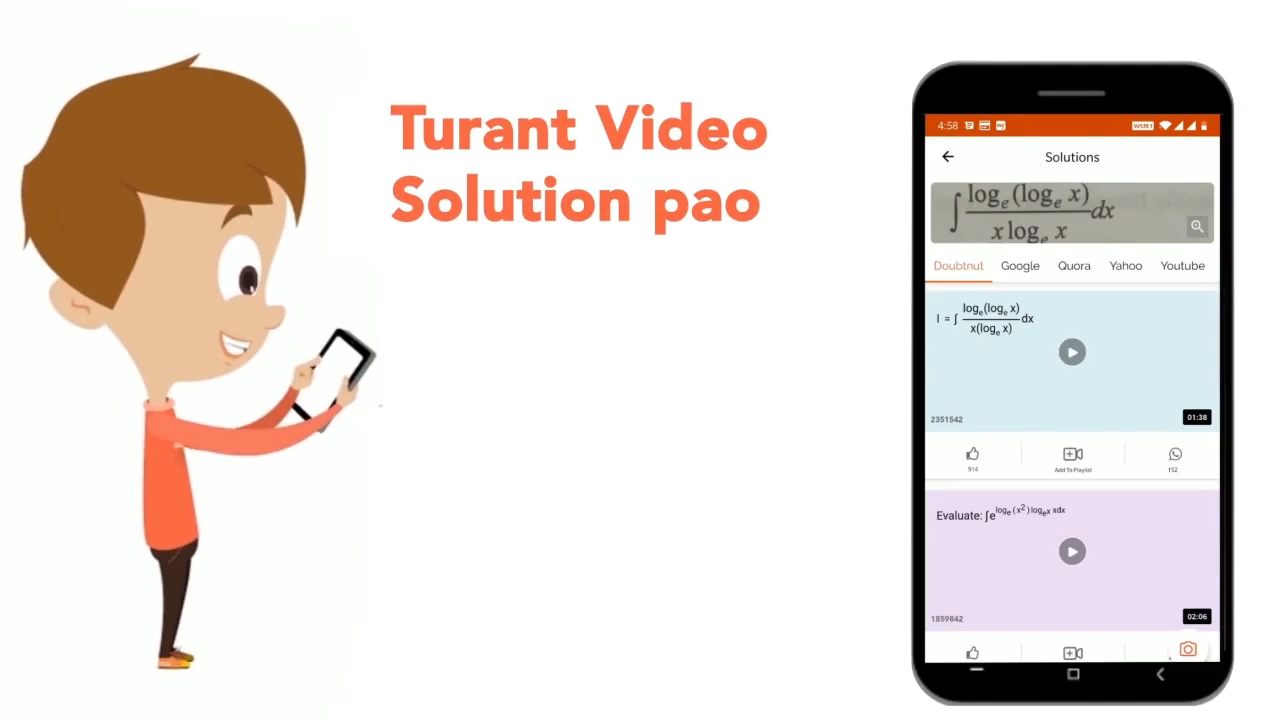 Turant Video
Solution pao
4:58
VoLTE1
Solutions
∫ logₑ(logₑ x) / x logₑ x dx
Doubtnut Google Quora Yahoo Youtube
I = ∫ logₑ(logₑ x) / x(logₑ x) dx
2351542
01:38
914
Add To Playlist
152
Evaluate: ∫e^logₑ(x²)logₑx xdx
1859842
02:06